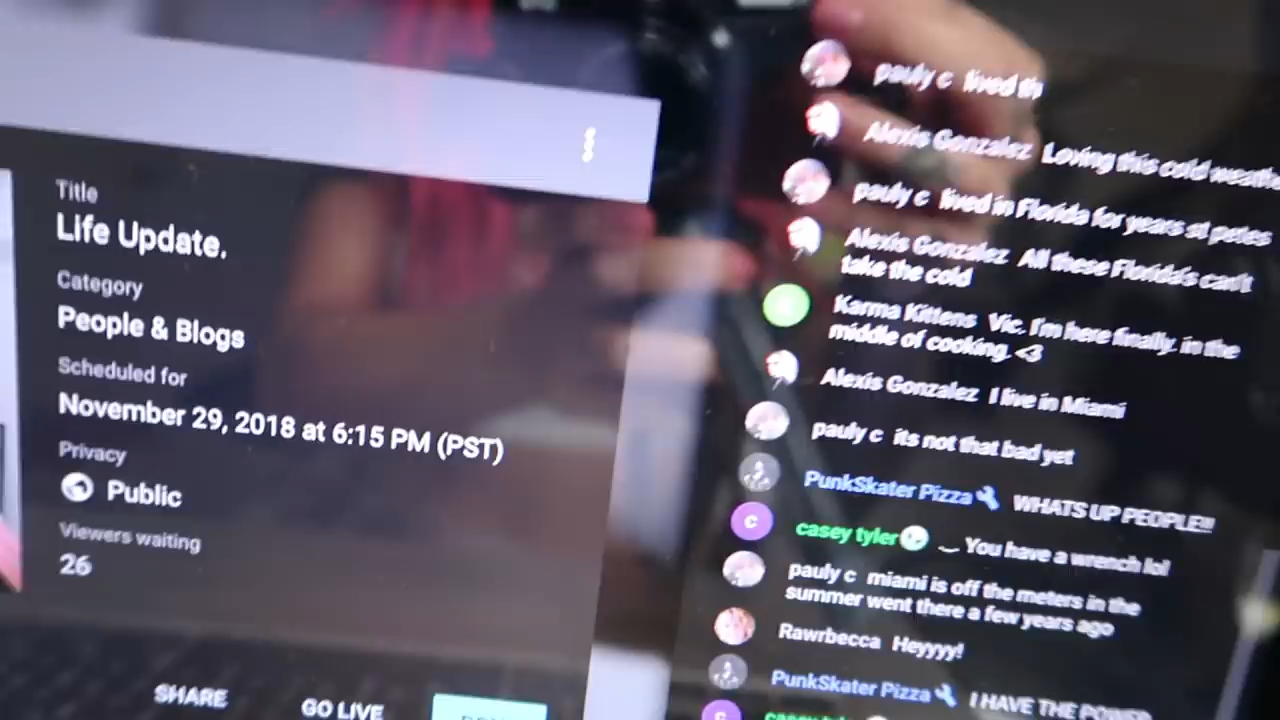 Title
Life Update.
Category
People & Blogs
Scheduled for
November 29, 2018 at 6:15 PM (PST)
Privacy
Public
Viewers waiting
26
SHARE
GO LIVE
pauly c lived
Alexis Gonzalez Loving this cold
pauly c lived in Florida for years st petes
Alexis Gonzalez All these Florida's can't
take the cold
Karma Kittens Vic. I'm here finally. in the
middle of cooking. <3
Alexis Gonzalez I live in Miami
pauly c its not that bad yet
PunkSkater Pizza WHATS UP PEOPLE!!!
C
casey tyler You have a wrench lol
pauly c miami is off the meters in the
summer went there a few years ago
Rawrbecca Heyyyy!
PunkSkater Pizza I HAVE THE POWER